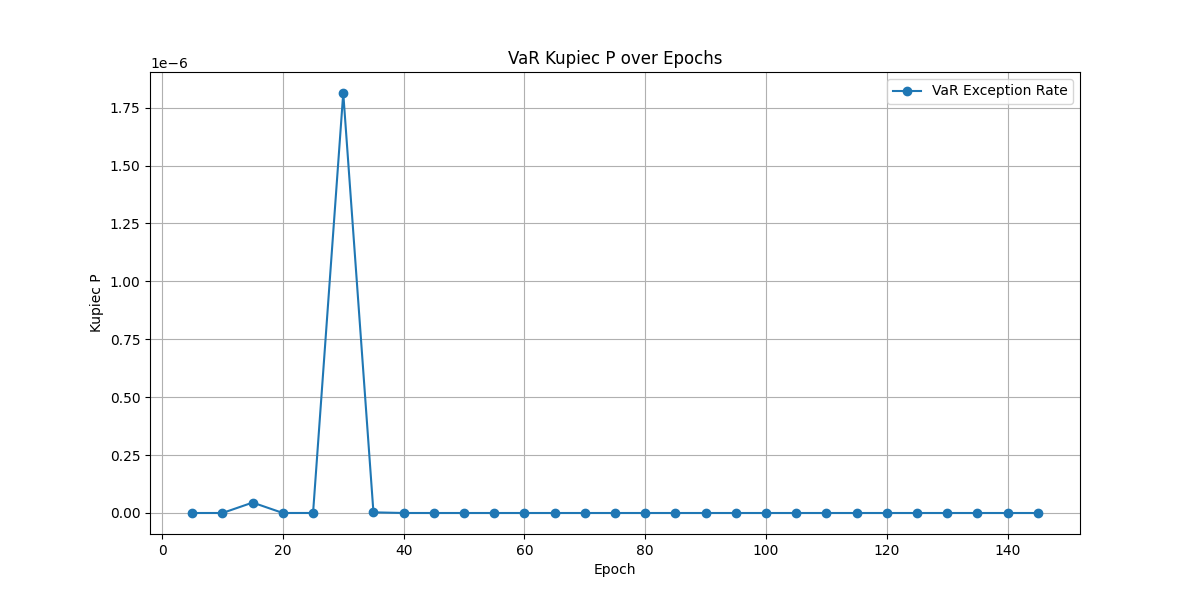 VaR Kupiec P over Epochs
1e−6
VaR Exception Rate
1.75
1.50
1.25
1.00
0.75
0.50
0.25
0.00
Kupiec P
0 20 40 60 80 100 120 140
Epoch